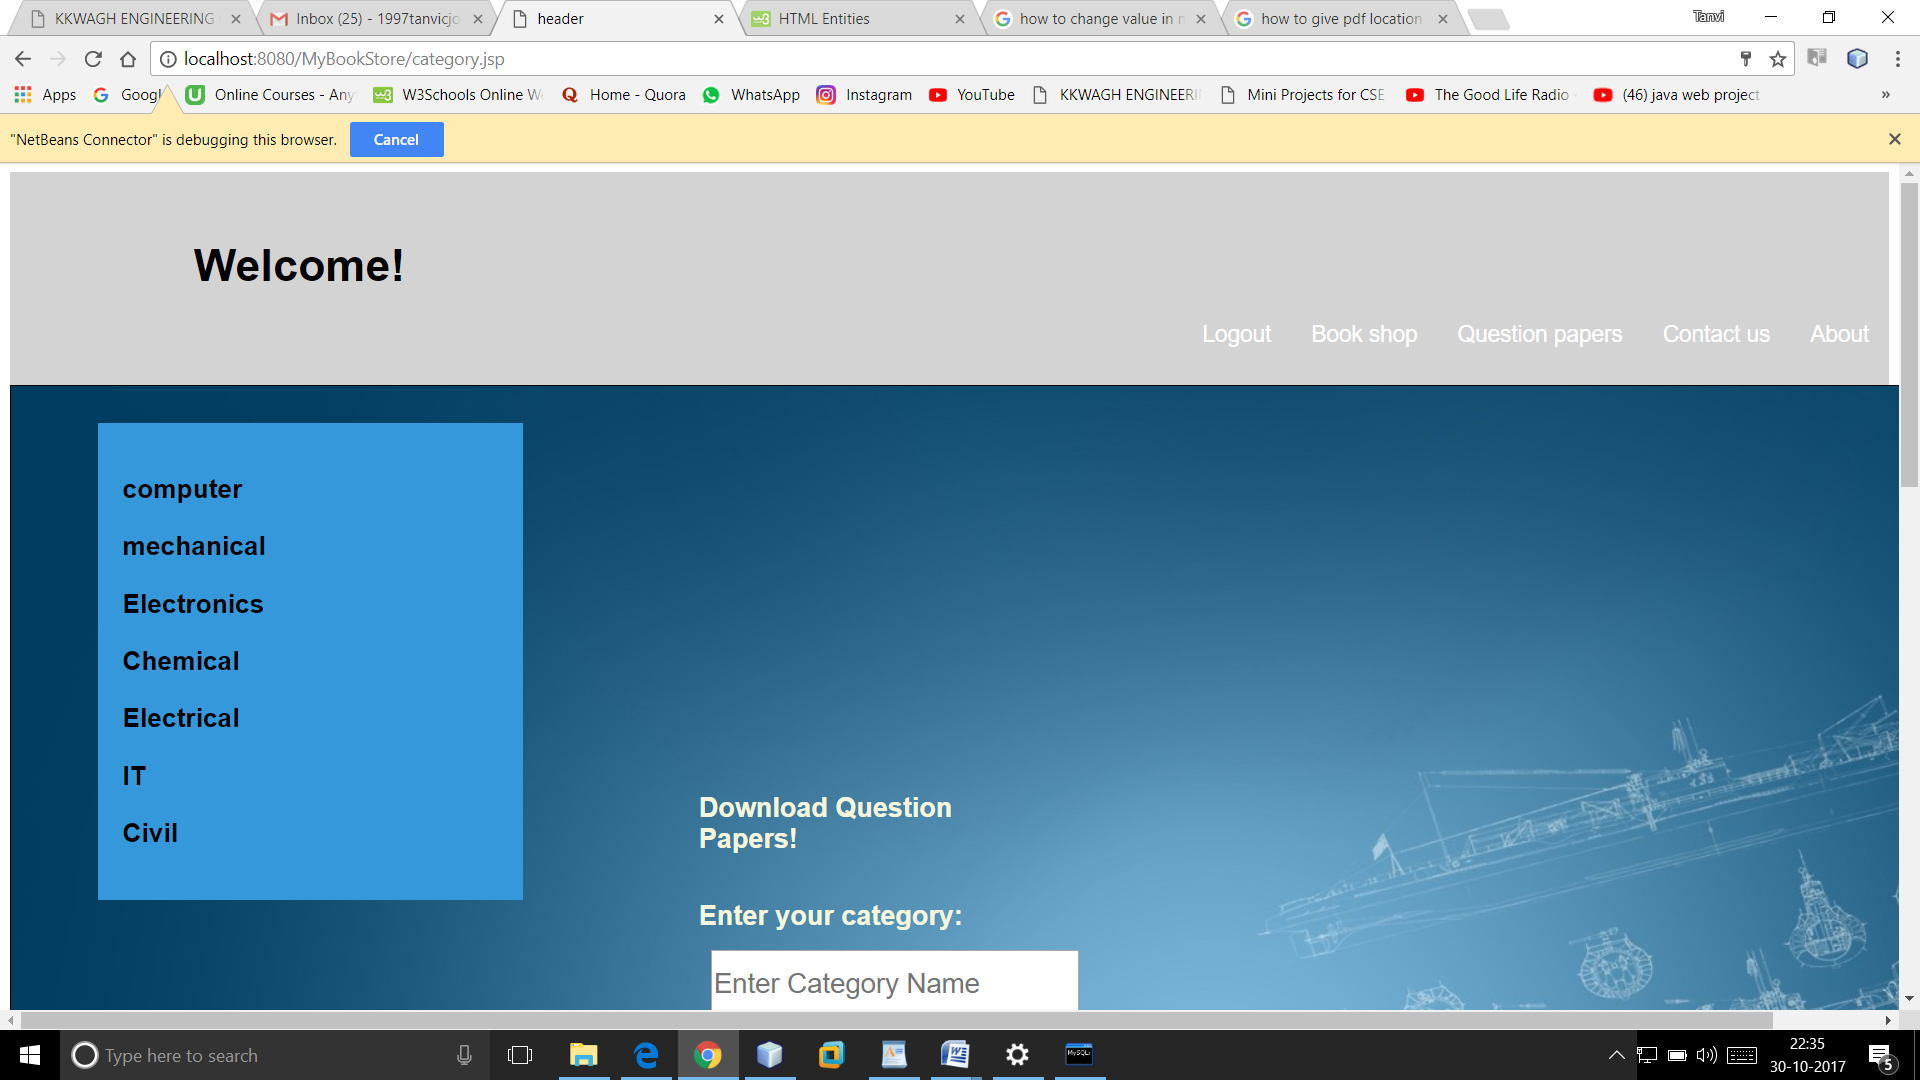 KKWAGH ENGINEERING
Inbox (25) - 1997tanvicjo
header
HTML Entities
how to change value in
how to give pdf location
Tanvi
localhost:8080/MyBookStore/category.jsp
Apps
Googl
Online Courses - Any
W3Schools Online
Home - Quora
WhatsApp
Instagram
YouTube
KKWAGH ENGINEERI
Mini Projects for CSE
The Good Life Radio
(46) java web project
»
"NetBeans Connector" is debugging this browser.
Cancel
Welcome!
Logout
Book shop
Question papers
Contact us
About
computer
mechanical
Electronics
Chemical
Electrical
IT
Civil
Download Question
Papers!
Enter your category:
Enter Category Name
Type here to search
MySQL
22:35
30-10-2017
5